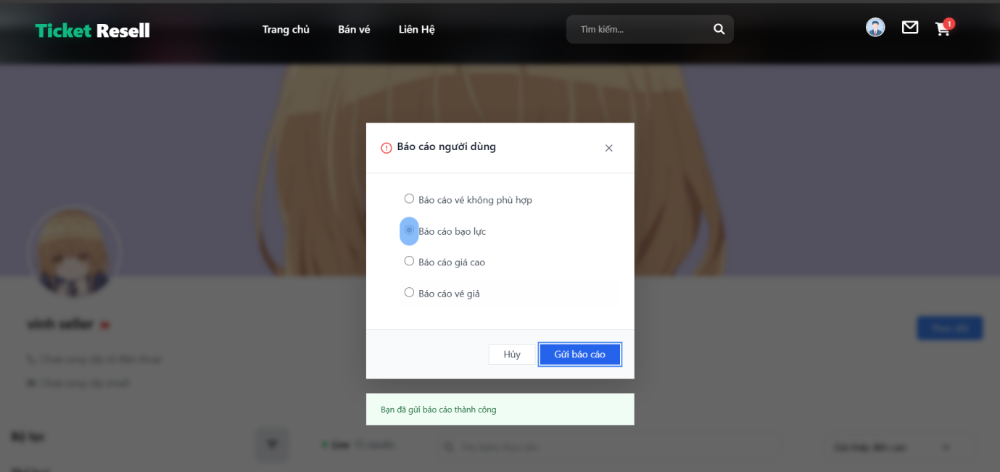 Ticket Resell
Trang chủ
Bán vé
Liên Hệ
Tìm kiếm...
1
Báo cáo người dùng
Báo cáo vé không phù hợp
Báo cáo bạo lực
Báo cáo giá cao
Báo cáo vé giả
vinh seller
Hủy
Gửi báo cáo
Bạn đã gửi báo cáo thành công
Bộ lọc